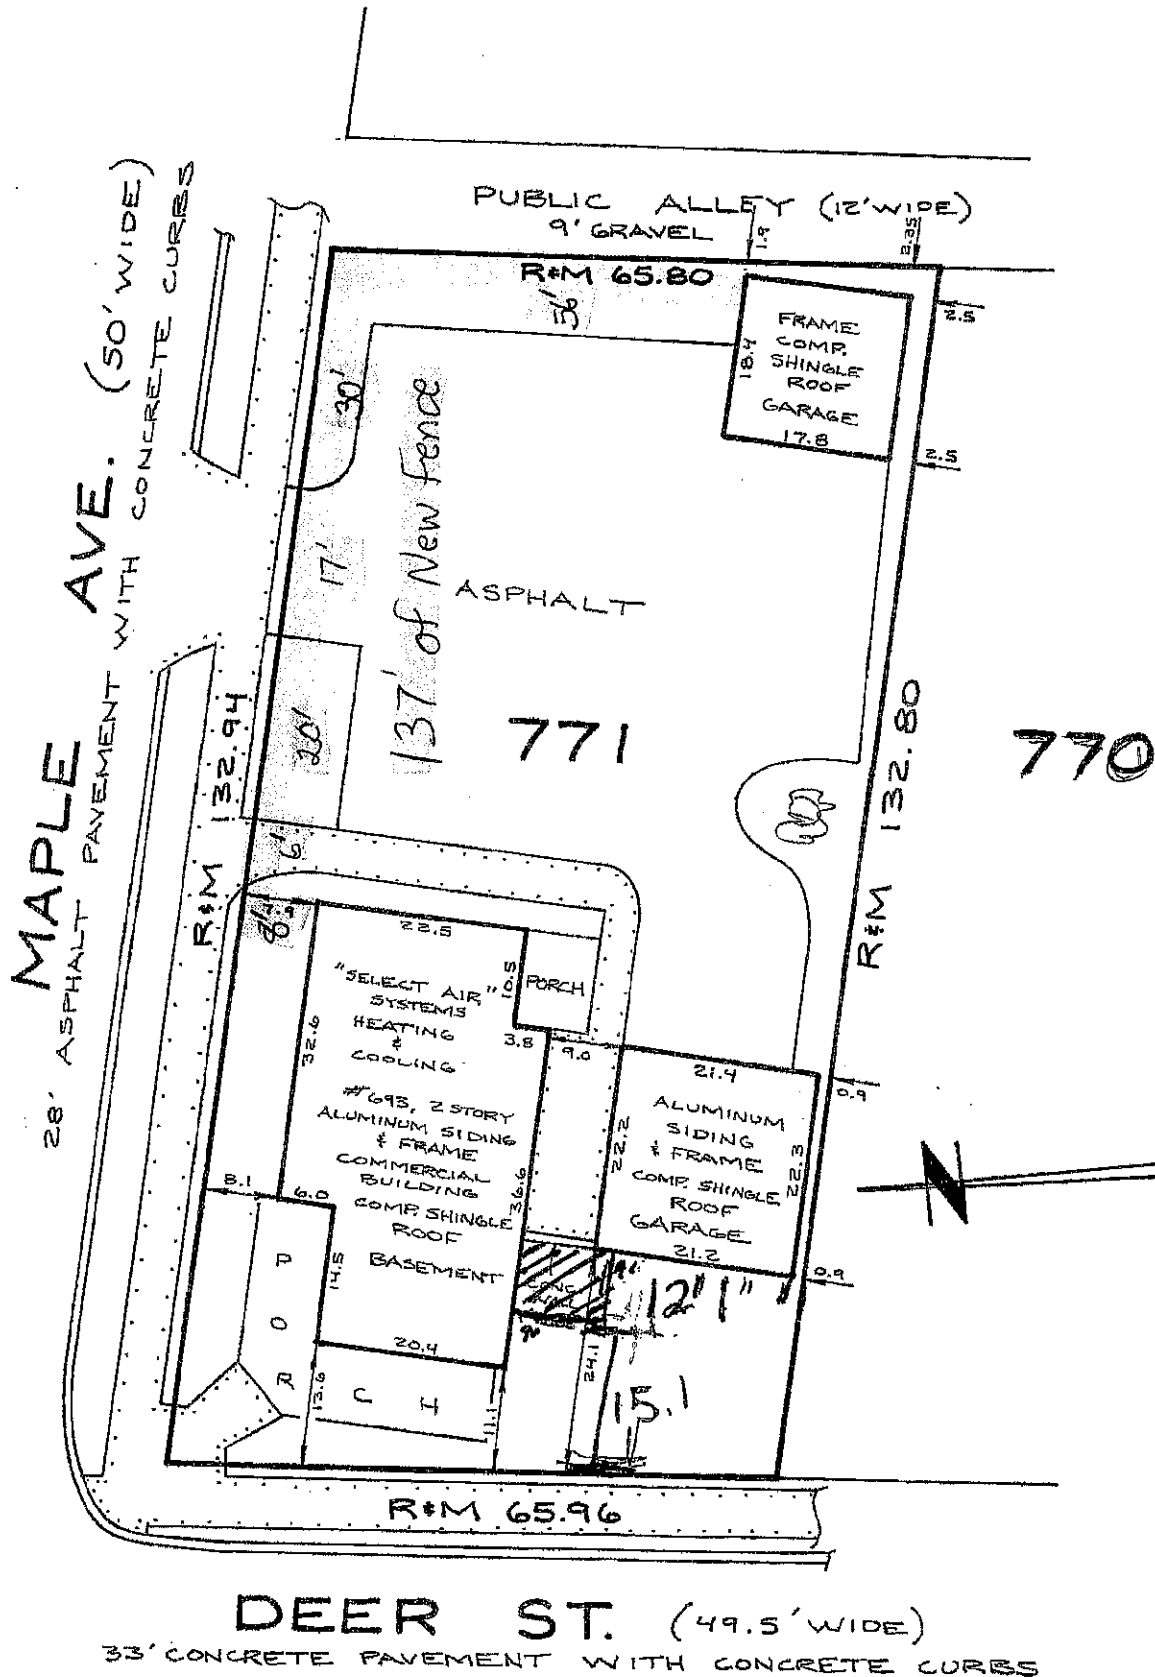 PUBLIC ALLEY (12' WIDE)
9' GRAVEL
R&M 65.80
56'
1.9
2.35
2.5
2.5
FRAME
COMP.
SHINGLE
ROOF
GARAGE
18.4
17.8
MAPLE AVE. (50' WIDE)
28' ASPHALT PAVEMENT WITH CONCRETE CURBS
R&M 132.94
30'
17'
20'
6'
8'
137' of New Fence
ASPHALT
771
770
R&M 132.80
22.5
10.5
PORCH
3.8
9.0
32.6
"SELECT AIR"
SYSTEMS
HEATING
&
COOLING
#693, 2 STORY
ALUMINUM SIDING
& FRAME
COMMERCIAL
BUILDING
COMP. SHINGLE
ROOF
BASEMENT
36.6
8.1
6.0
14.5
20.4
13.6
11.1
PORCH
21.4
ALUMINUM
SIDING
& FRAME
COMP. SHINGLE
ROOF
GARAGE
22.2
22.3
21.2
0.9
0.9
12"1"
24.1
15.1
N
R&M 65.96
DEER ST. (49.5' WIDE)
33' CONCRETE PAVEMENT WITH CONCRETE CURBS